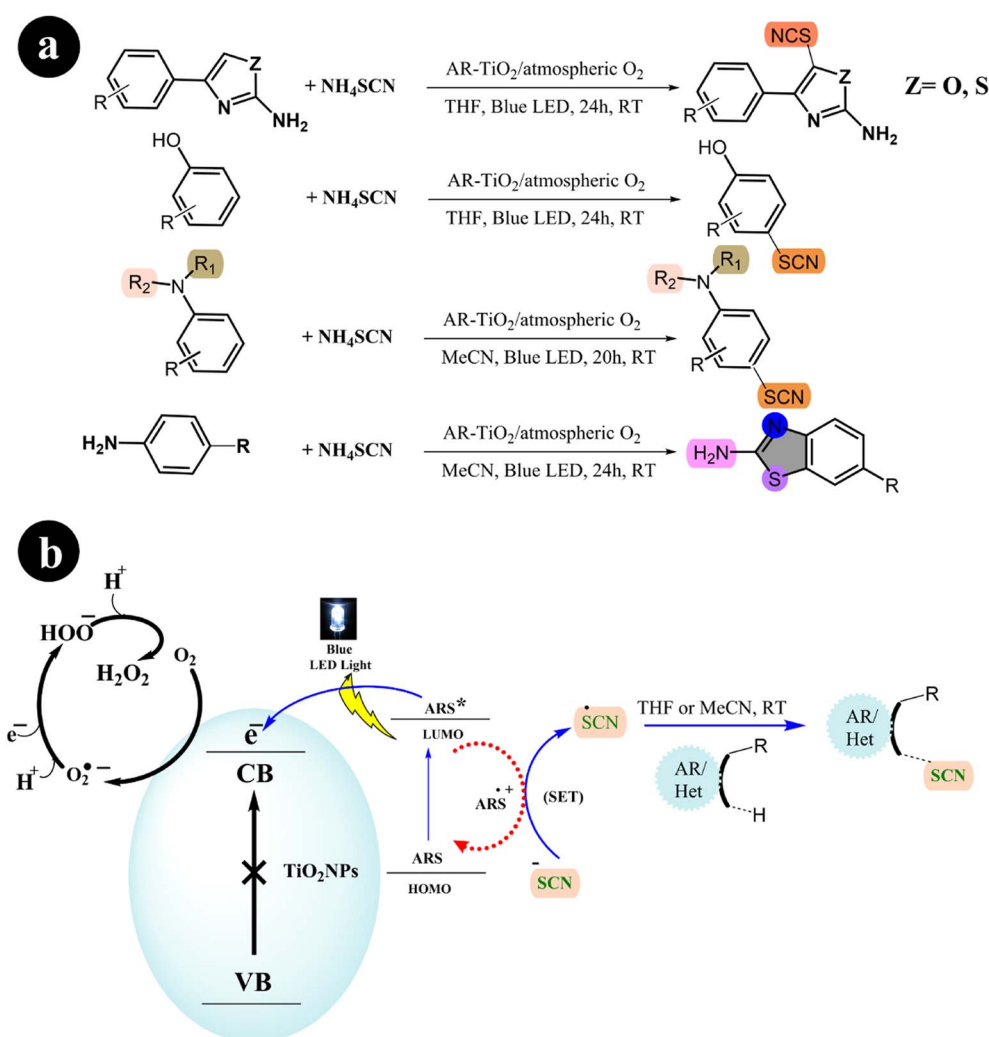 a
NCS
Z
R
N
NH₂
+ NH₄SCN
AR-TiO₂/atmospheric O₂
THF, Blue LED, 24h, RT
Z
R
N
NH₂
Z= O, S
HO
R
+ NH₄SCN
AR-TiO₂/atmospheric O₂
THF, Blue LED, 24h, RT
HO
R
SCN
R₂
N
R₁
R
+ NH₄SCN
AR-TiO₂/atmospheric O₂
MeCN, Blue LED, 20h, RT
R₂
N
R₁
R
SCN
H₂N
R
+ NH₄SCN
AR-TiO₂/atmospheric O₂
MeCN, Blue LED, 24h, RT
H₂N
N
S
R
b
H⁺
HOO⁻
H₂O₂
O₂
e⁻
H⁺
O₂•⁻
Blue
LED Light
e⁻
CB
TiO₂NPs
VB
ARS*
LUMO
ARS•+
ARS
HOMO
(SET)
•SCN
⁻SCN
THF or MeCN, RT
AR/
Het
R
H
AR/
Het
R
SCN